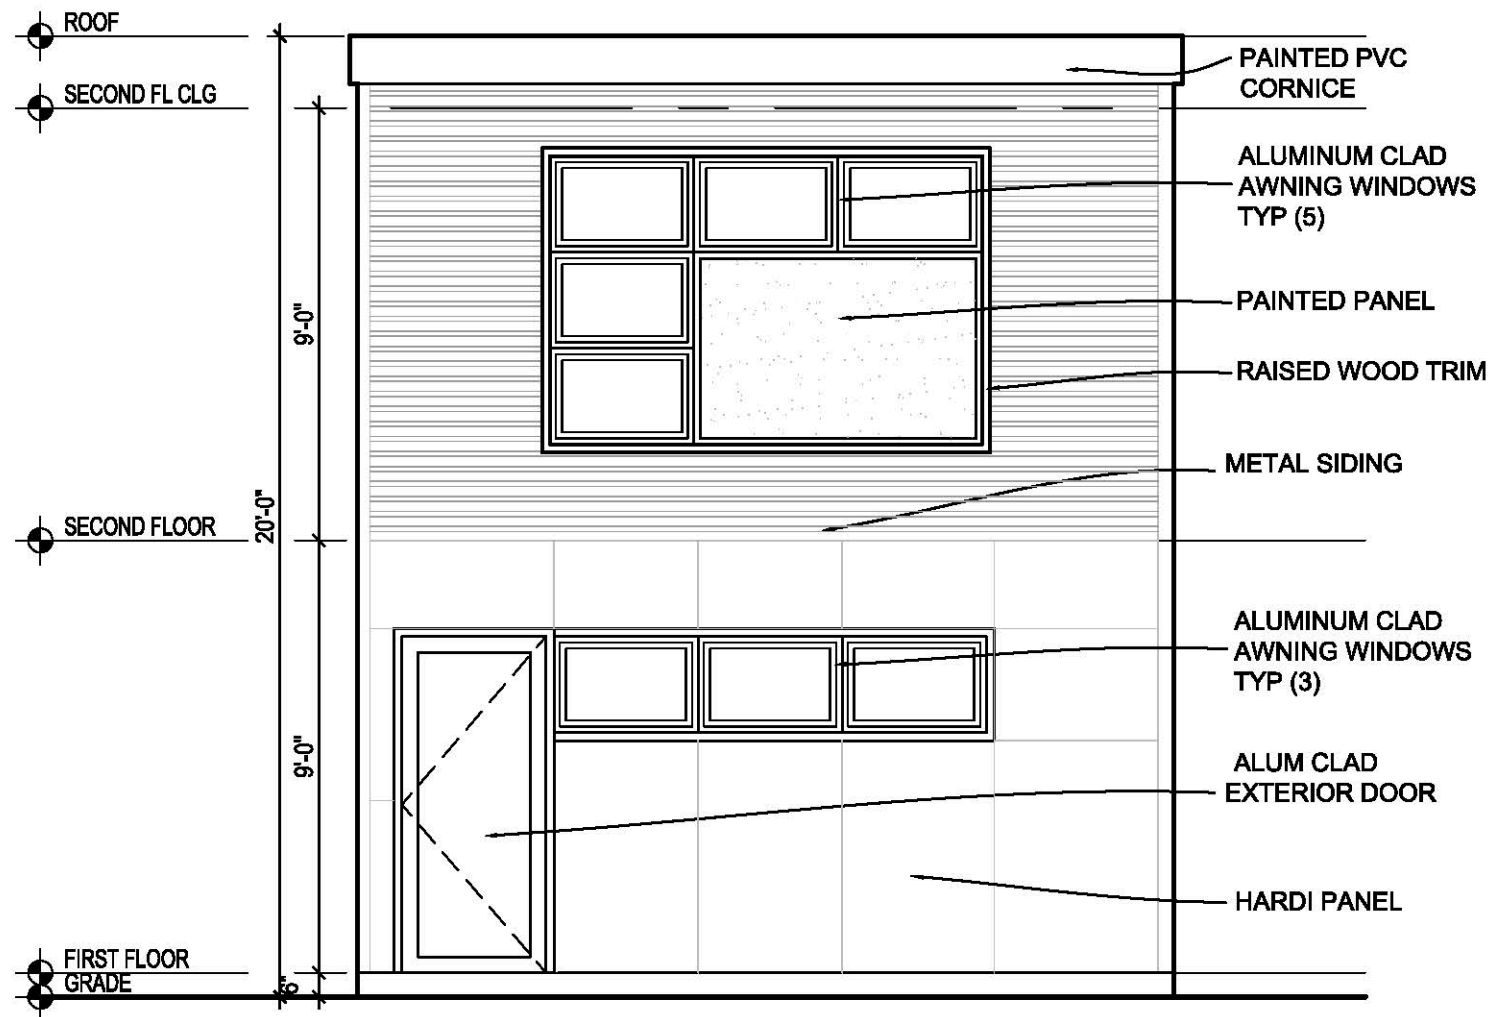 ROOF
PAINTED PVC
CORNICE
SECOND FL CLG
ALUMINUM CLAD
AWNING WINDOWS
TYP (5)
PAINTED PANEL
9'-0"
RAISED WOOD TRIM
METAL SIDING
SECOND FLOOR
20'-0"
ALUMINUM CLAD
AWNING WINDOWS
TYP (3)
9'-0"
ALUM CLAD
EXTERIOR DOOR
HARDI PANEL
FIRST FLOOR
GRADE
6"